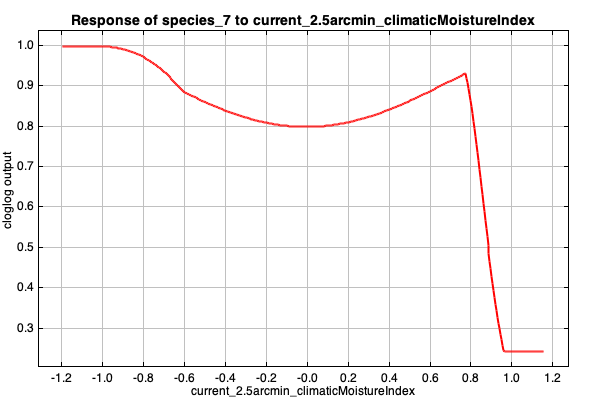 Response of species_7 to current_2.5arcmin_climaticMoistureIndex
cloglog output
1.0
0.9
0.8
0.7
0.6
0.5
0.4
0.3
-1.2 -1.0 -0.8 -0.6 -0.4 -0.2 -0.0 0.2 0.4 0.6 0.8 1.0 1.2
current_2.5arcmin_climaticMoistureIndex